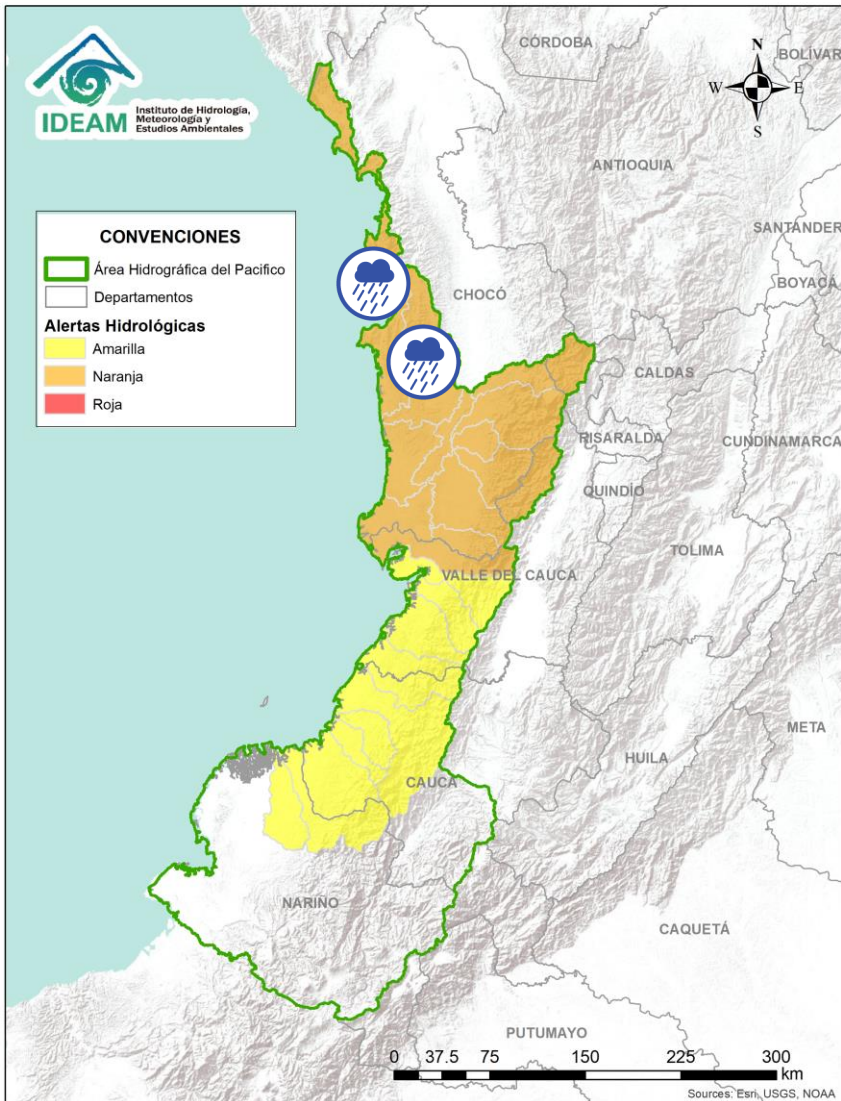 IDEAM
Instituto de Hidrología,
Meteorología y
Estudios Ambientales
N
W E
S
CÓRDOBA
BOLÍVAR
ANTIOQUIA
SANTANDER
BOYACÁ
CHOCÓ
CALDAS
CUNDINAMARCA
RISARALDA
QUINDÍO
TOLIMA
VALLE DEL CAUCA
META
HUILA
CAUCA
NARIÑO
CAQUETÁ
PUTUMAYO
CONVENCIONES
Área Hidrográfica del Pacifico
Departamentos
Alertas Hidrológicas
Amarilla
Naranja
Roja
0 37.5 75 150 225 300
km
Sources: Esri, USGS, NOAA